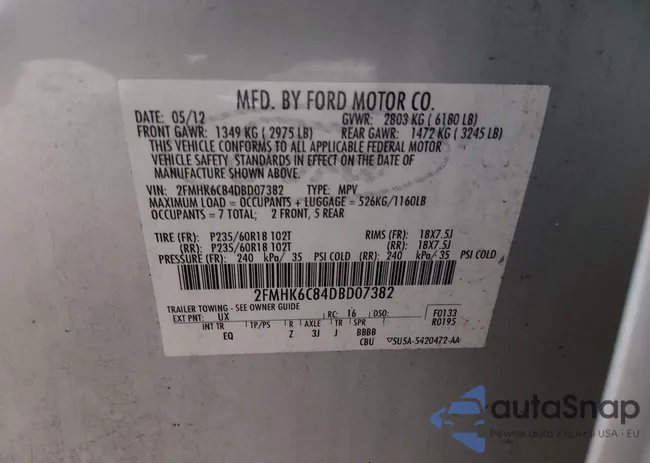 MFD. BY FORD MOTOR CO.
DATE: 05/12 GVWR: 2803 KG ( 6180 LB)
FRONT GAWR: 1349 KG ( 2975 LB) REAR GAWR: 1472 KG ( 3245 LB)
THIS VEHICLE CONFORMS TO ALL APPLICABLE FEDERAL MOTOR
VEHICLE SAFETY STANDARDS IN EFFECT ON THE DATE OF
MANUFACTURE SHOWN ABOVE.
VIN: 2FMHK6C84DBD07382 TYPE: MPV
MAXIMUM LOAD = OCCUPANTS + LUGGAGE = 526KG/1160LB
OCCUPANTS = 7 TOTAL; 2 FRONT, 5 REAR
TIRE (FR): P235/60R18 102T RIMS (FR): 18X7.5J
(RR): P235/60R18 102T (RR): 18X7.5J
PRESSURE (FR): 240 kPa/ 35 PSI COLD (RR): 240 kPa/ 35 PSI COLD
2FMHK6C84DBD07382
TRAILER TOWING - SEE OWNER GUIDE
EXT PNT: UX RC: 16 DSO: F0133
R0195
INT TR TP/PS R AXLE TR SPR
EQ Z 3J J BBBB
CBU 5U5A-5420472-AA
autaSnap
Pewne auta z aukcji USA i EU